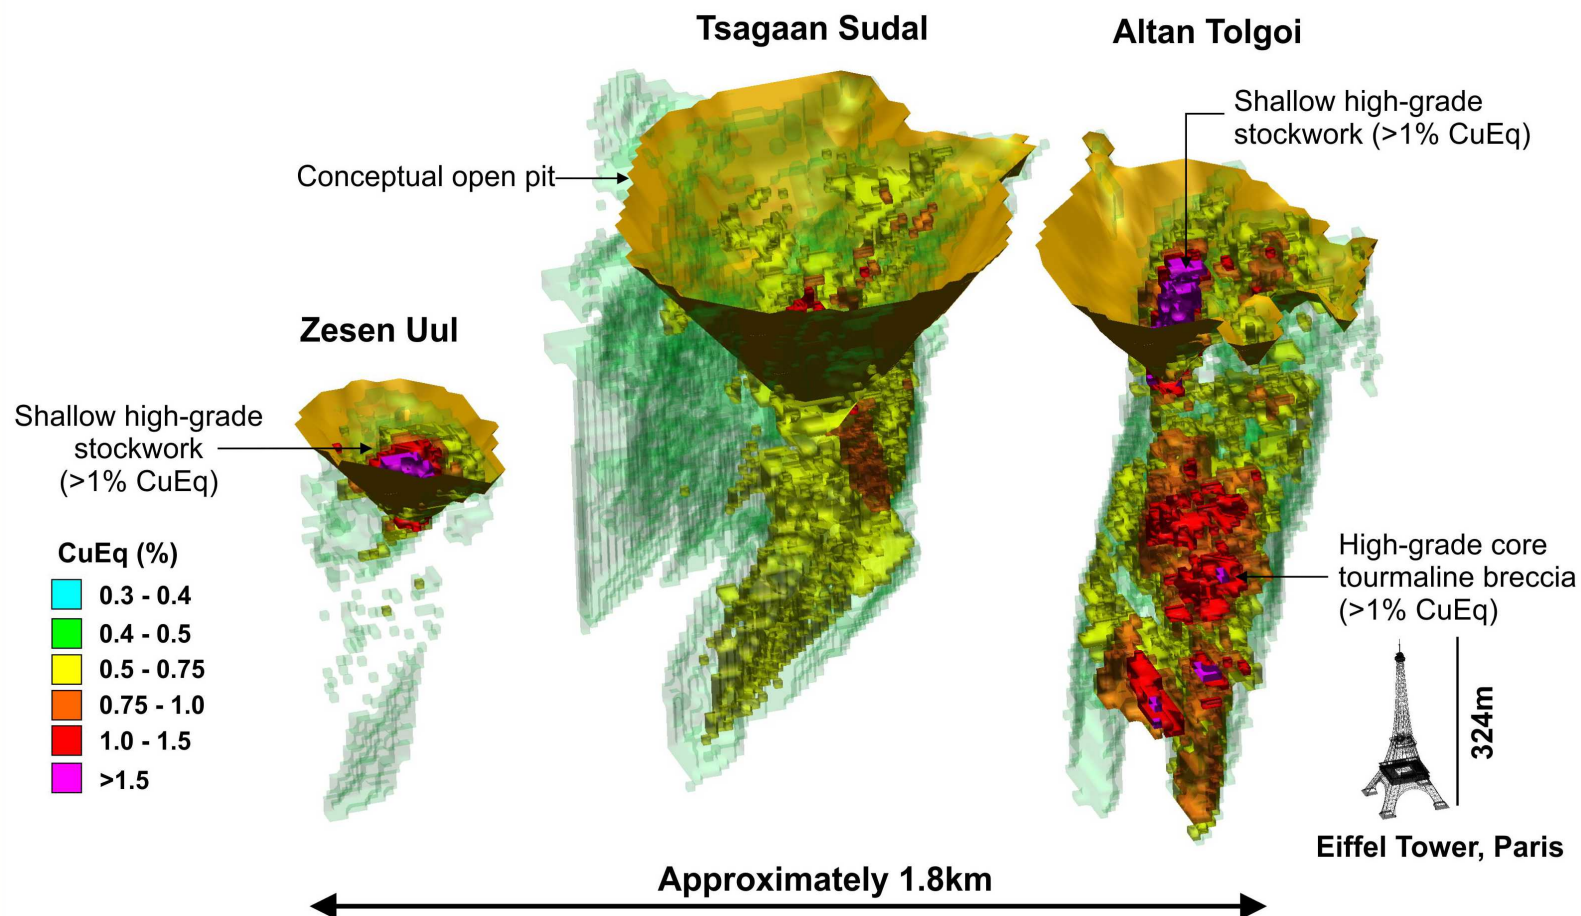 Tsagaan Sudal
Altan Tolgoi
Shallow high-grade
stockwork (>1% CuEq)
Conceptual open pit
Zesen Uul
Shallow high-grade
stockwork
(>1% CuEq)
CuEq (%)
0.3 - 0.4
0.4 - 0.5
0.5 - 0.75
0.75 - 1.0
1.0 - 1.5
>1.5
High-grade core
tourmaline breccia
(>1% CuEq)
324m
Eiffel Tower, Paris
Approximately 1.8km